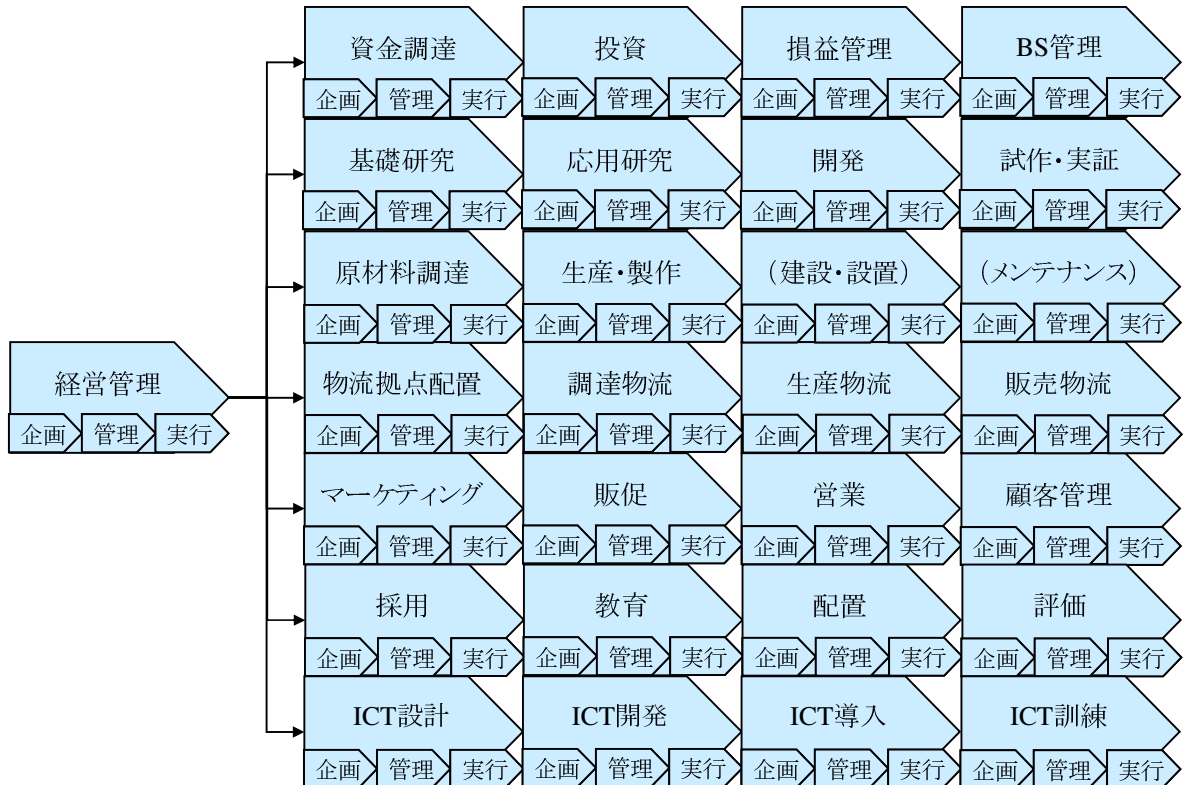 資金調達 投資 損益管理 BS管理
企画 管理 実行 企画 管理 実行 企画 管理 実行 企画 管理 実行
基礎研究 応用研究 開発 試作・実証
企画 管理 実行 企画 管理 実行 企画 管理 実行 企画 管理 実行
原材料調達 生産・製作 （建設・設置） （メンテナンス）
企画 管理 実行 企画 管理 実行 企画 管理 実行 企画 管理 実行
経営管理 物流拠点配置 調達物流 生産物流 販売物流
企画 管理 実行 企画 管理 実行 企画 管理 実行 企画 管理 実行 企画 管理 実行
マーケティング 販促 営業 顧客管理
企画 管理 実行 企画 管理 実行 企画 管理 実行 企画 管理 実行
採用 教育 配置 評価
企画 管理 実行 企画 管理 実行 企画 管理 実行 企画 管理 実行
ICT設計 ICT開発 ICT導入 ICT訓練
企画 管理 実行 企画 管理 実行 企画 管理 実行 企画 管理 実行